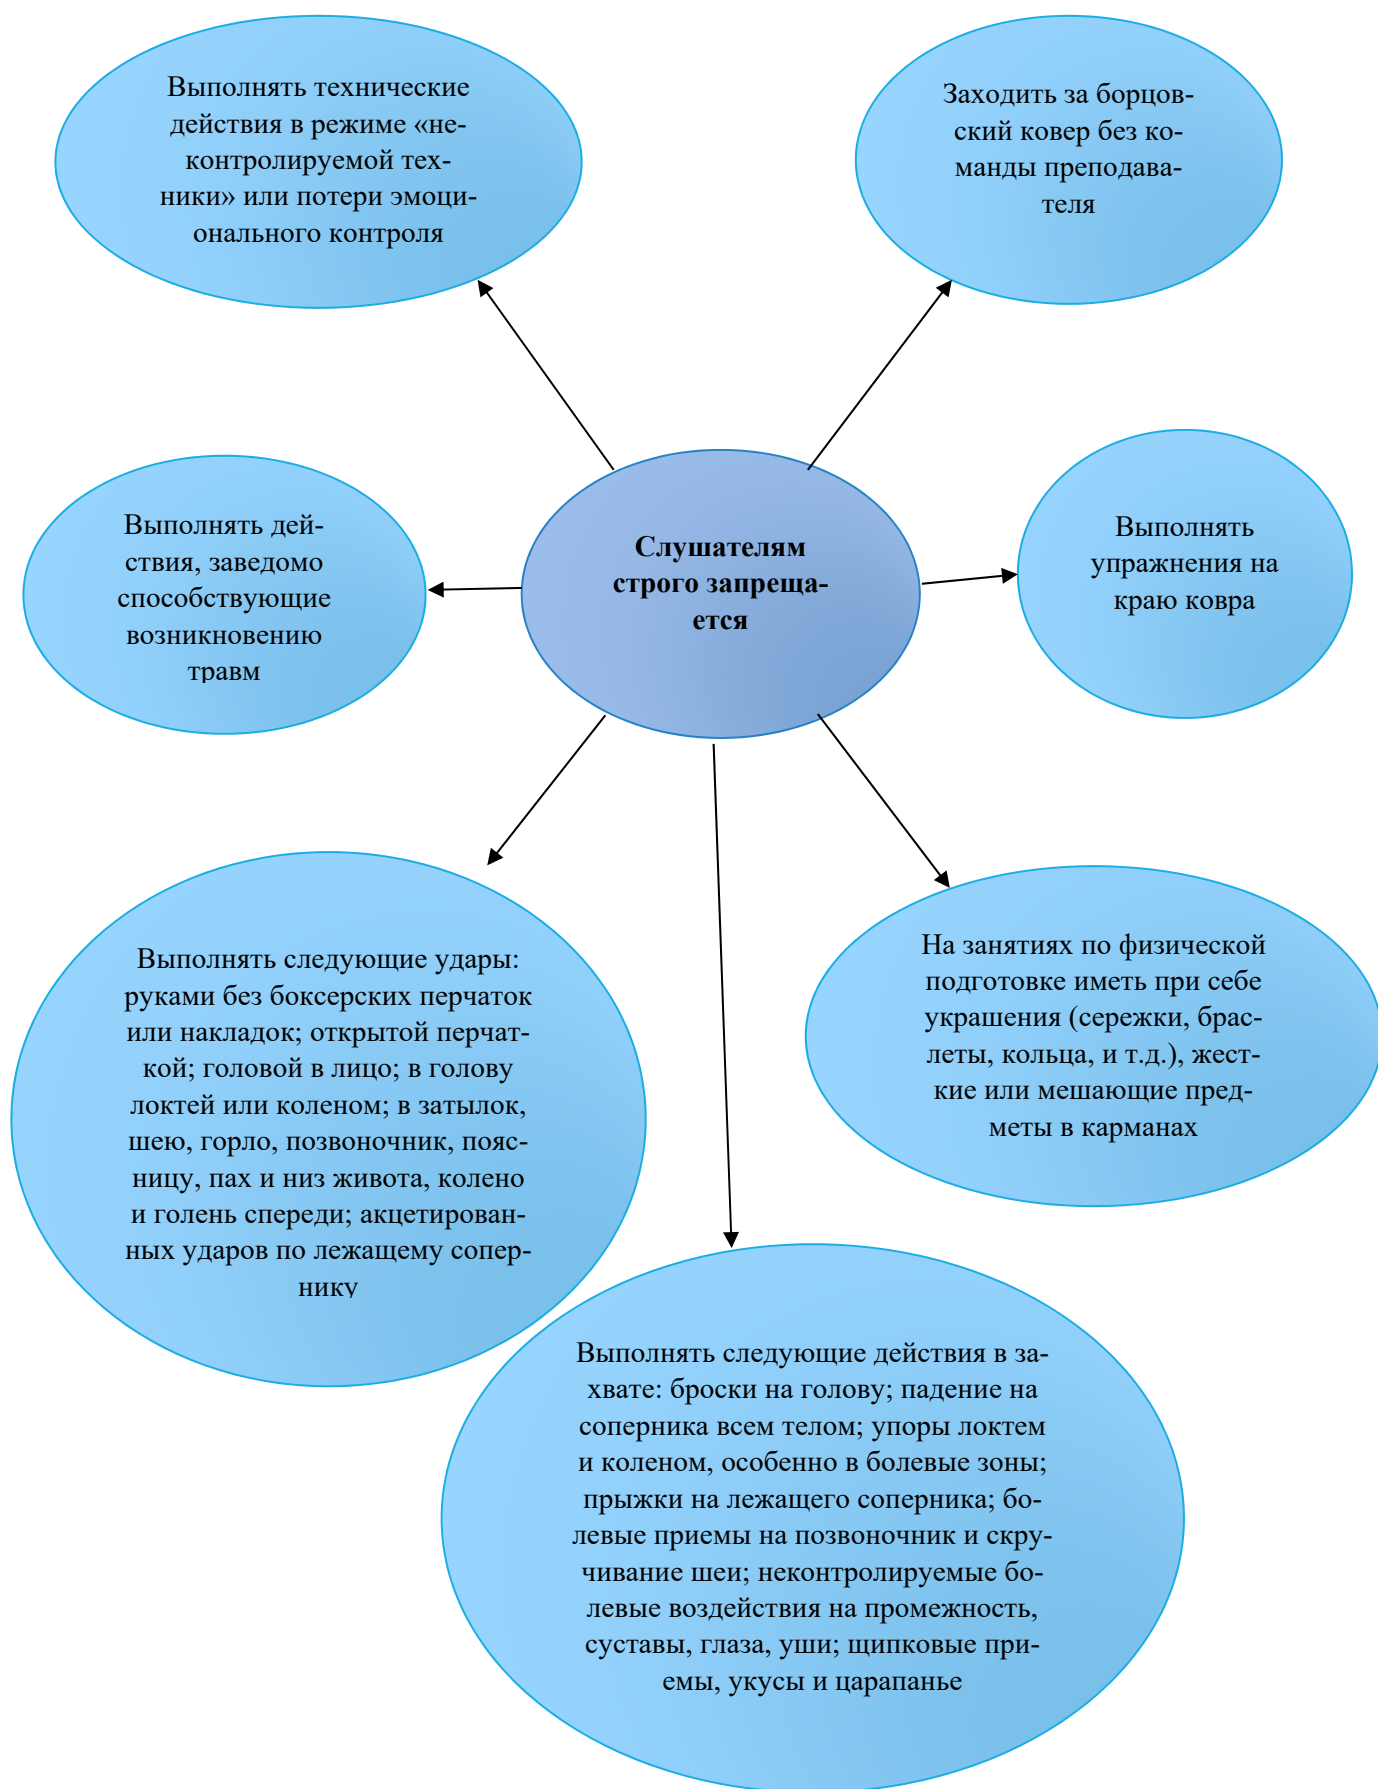 Выполнять технические
действия в режиме «не-
контролируемой тех-
ники» или потери эмоци-
онального контроля
Заходить за борцов-
ский ковер без ко-
манды преподава-
теля
Выполнять дей-
ствия, заведомо
способствующие
возникновению
травм
Слушателям
строго запреща-
ется
Выполнять
упражнения на
краю ковра
Выполнять следующие удары:
руками без боксерских перчаток
или накладок; открытой перчат-
кой; головой в лицо; в голову
локтей или коленом; в затылок,
шею, горло, позвоночник, пояс-
ницу, пах и низ живота, колено
и голень спереди; акцетирован-
ных ударов по лежащему сопер-
нику
На занятиях по физической
подготовке иметь при себе
украшения (сережки, брас-
леты, кольца, и т.д.), жест-
кие или мешающие пред-
меты в карманах
Выполнять следующие действия в за-
хвате: броски на голову; падение на
соперника всем телом; упоры локтем
и коленом, особенно в болевые зоны;
прыжки на лежащего соперника; бо-
левые приемы на позвоночник и скру-
чивание шеи; неконтролируемые бо-
левые воздействия на промежность,
суставы, глаза, уши; щипковые при-
емы, укусы и царапанье